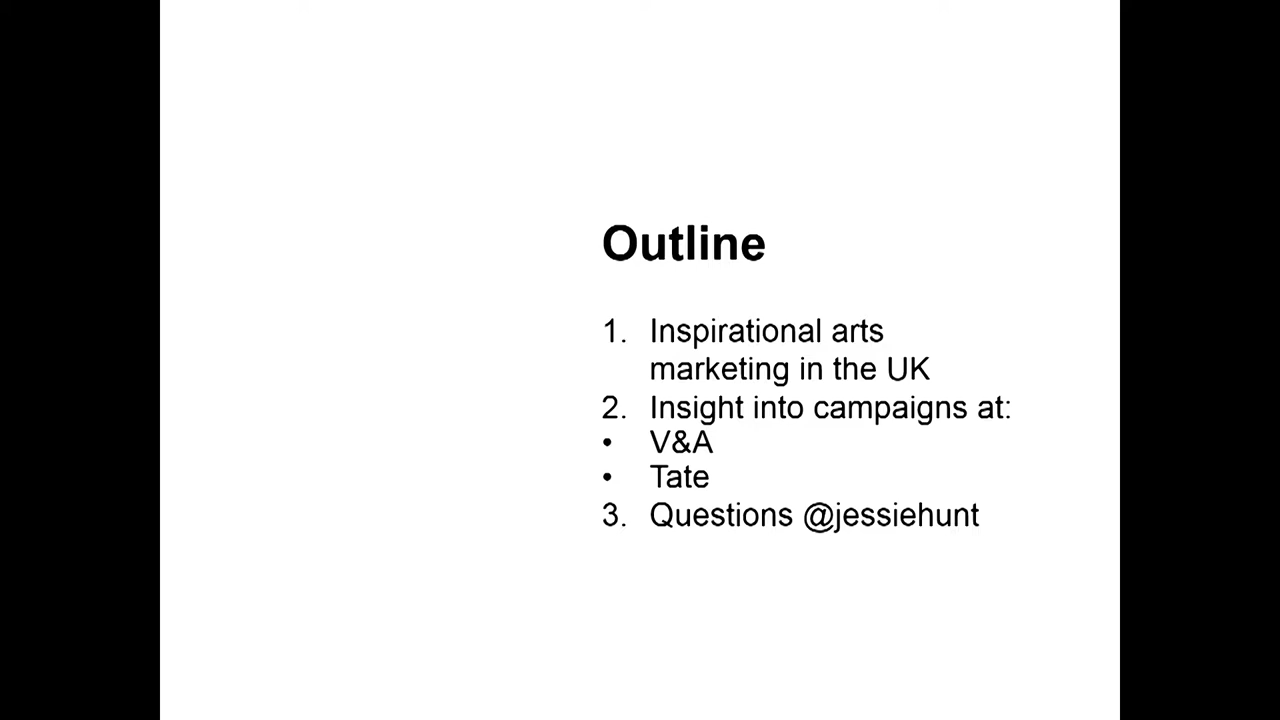 Outline
1. Inspirational arts
marketing in the UK
2. Insight into campaigns at:
• V&A
• Tate
3. Questions @jessiehunt